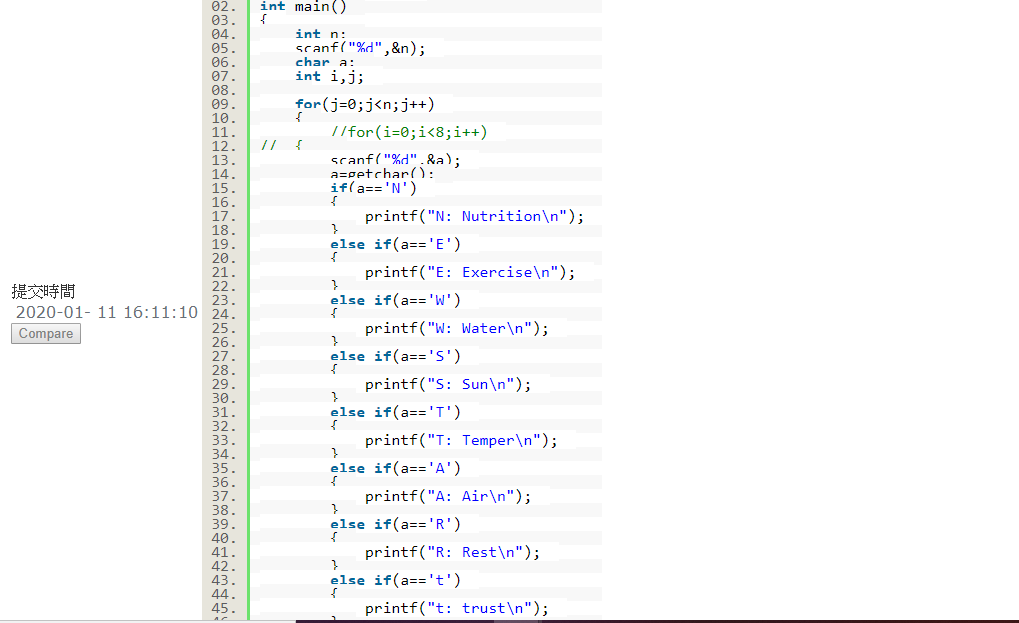 提交時間
2020-01- 11 16:11:10
Compare
02. int main()
03. {
04. int n;
05. scanf("%d",&n);
06. char a;
07. int i,j;
08.
09. for(j=0;j<n;j++)
10. {
11. //for(i=0;i<8;i++)
12. // {
13. scanf("%d",&a);
14. a=getchar();
15. if(a=='N')
16. {
17. printf("N: Nutrition\n");
18. }
19. else if(a=='E')
20. {
21. printf("E: Exercise\n");
22. }
23. else if(a=='W')
24. {
25. printf("W: Water\n");
26. }
27. else if(a=='S')
28. {
29. printf("S: Sun\n");
30. }
31. else if(a=='T')
32. {
33. printf("T: Temper\n");
34. }
35. else if(a=='A')
36. {
37. printf("A: Air\n");
38. }
39. else if(a=='R')
40. {
41. printf("R: Rest\n");
42. }
43. else if(a=='t')
44. {
45. printf("t: trust\n");